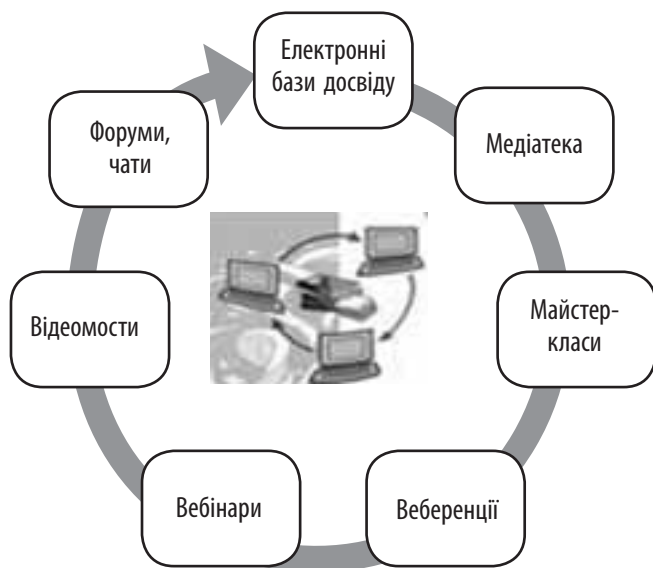 Електронні
бази досвіду
Медіатека
Майстер-
класи
Веберенції
Вебінари
Відеомости
Форуми,
чати